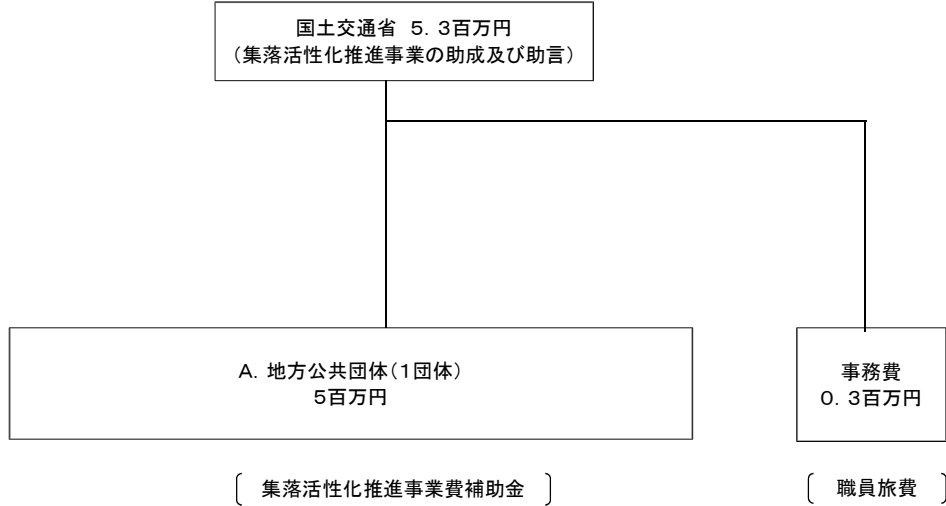 国土交通省 5.3百万円
(集落活性化推進事業の助成及び助言)
A. 地方公共団体(1団体)
5百万円
事務費
0.3百万円
集落活性化推進事業費補助金
職員旅費